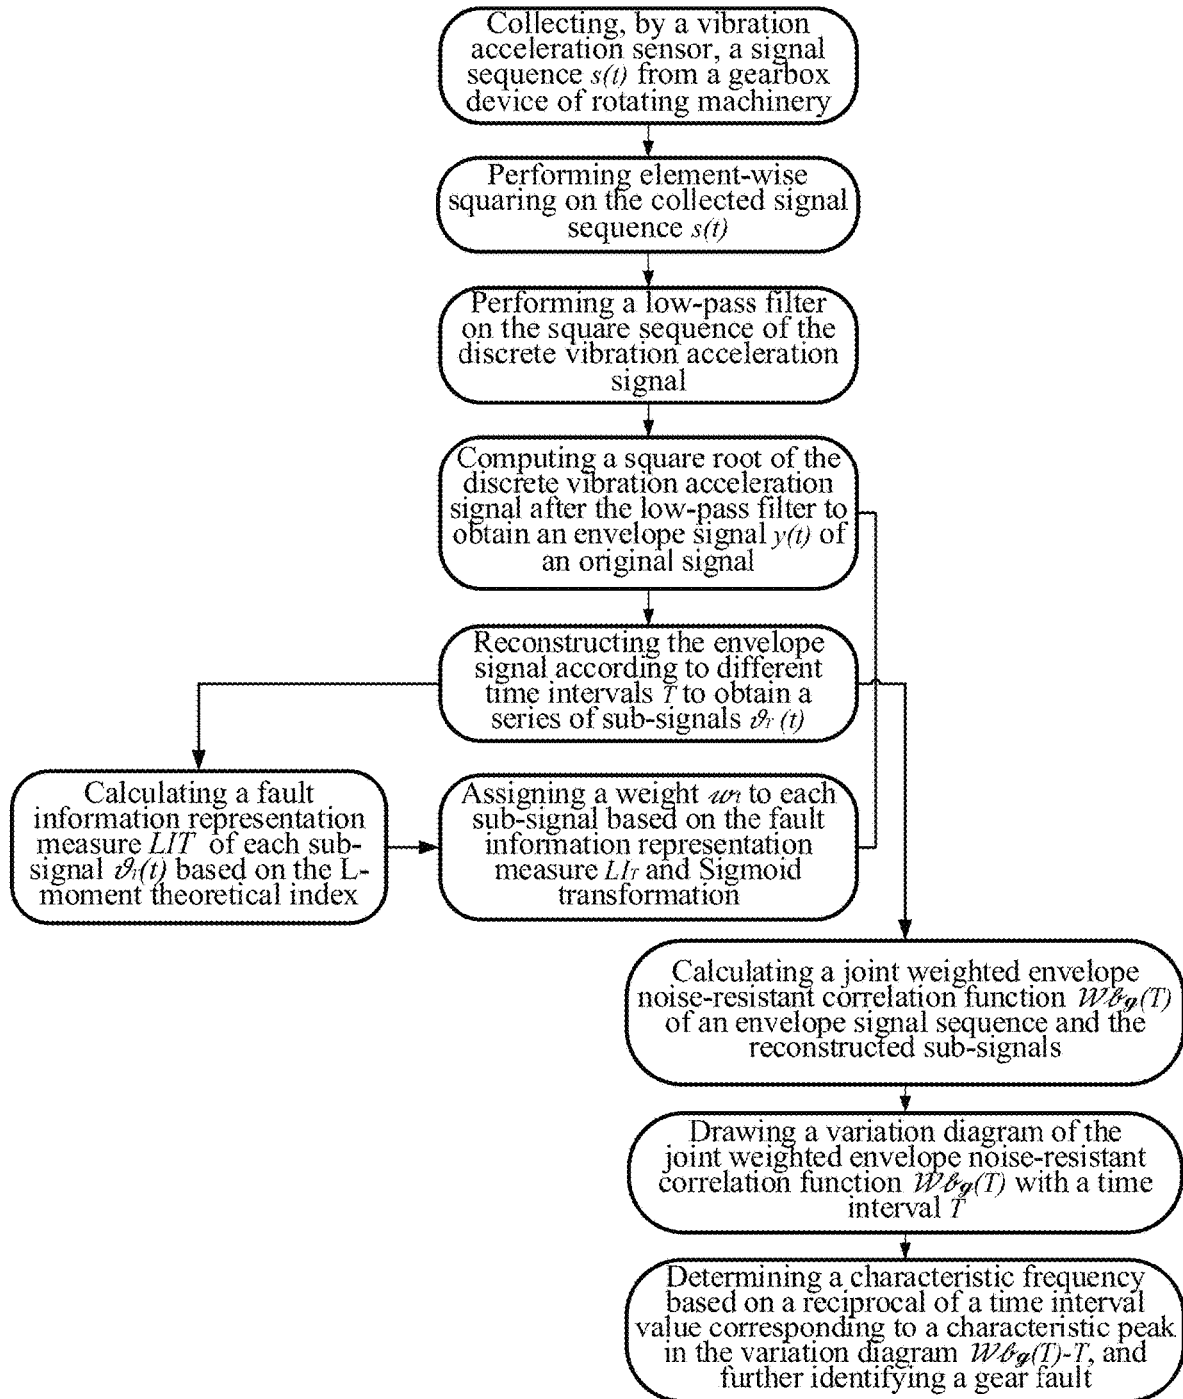 Collecting, by a vibration
acceleration sensor, a signal
sequence s(t) from a gearbox
device of rotating machinery
Performing element-wise
squaring on the collected signal
sequence s(t)
Performing a low-pass filter
on the square sequence of the
discrete vibration acceleration
signal
Computing a square root of the
discrete vibration acceleration
signal after the low-pass filter to
obtain an envelope signal y(t) of
an original signal
Reconstructing the envelope
signal according to different
time intervals T to obtain a
series of sub-signals ϑT (t)
Calculating a fault
information representation
measure LIT of each sub-
signal ϑT(t) based on the L-
moment theoretical index
Assigning a weight 𝓌T to each
sub-signal based on the fault
information representation
measure LIT and Sigmoid
transformation
Calculating a joint weighted envelope
noise-resistant correlation function 𝒲𝒷ℊ(T)
of an envelope signal sequence and the
reconstructed sub-signals
Drawing a variation diagram of the
joint weighted envelope noise-resistant
correlation function 𝒲𝒷ℊ(T) with a time
interval T
Determining a characteristic frequency
based on a reciprocal of a time interval
value corresponding to a characteristic peak
in the variation diagram 𝒲𝒷ℊ(T)-T, and
further identifying a gear fault